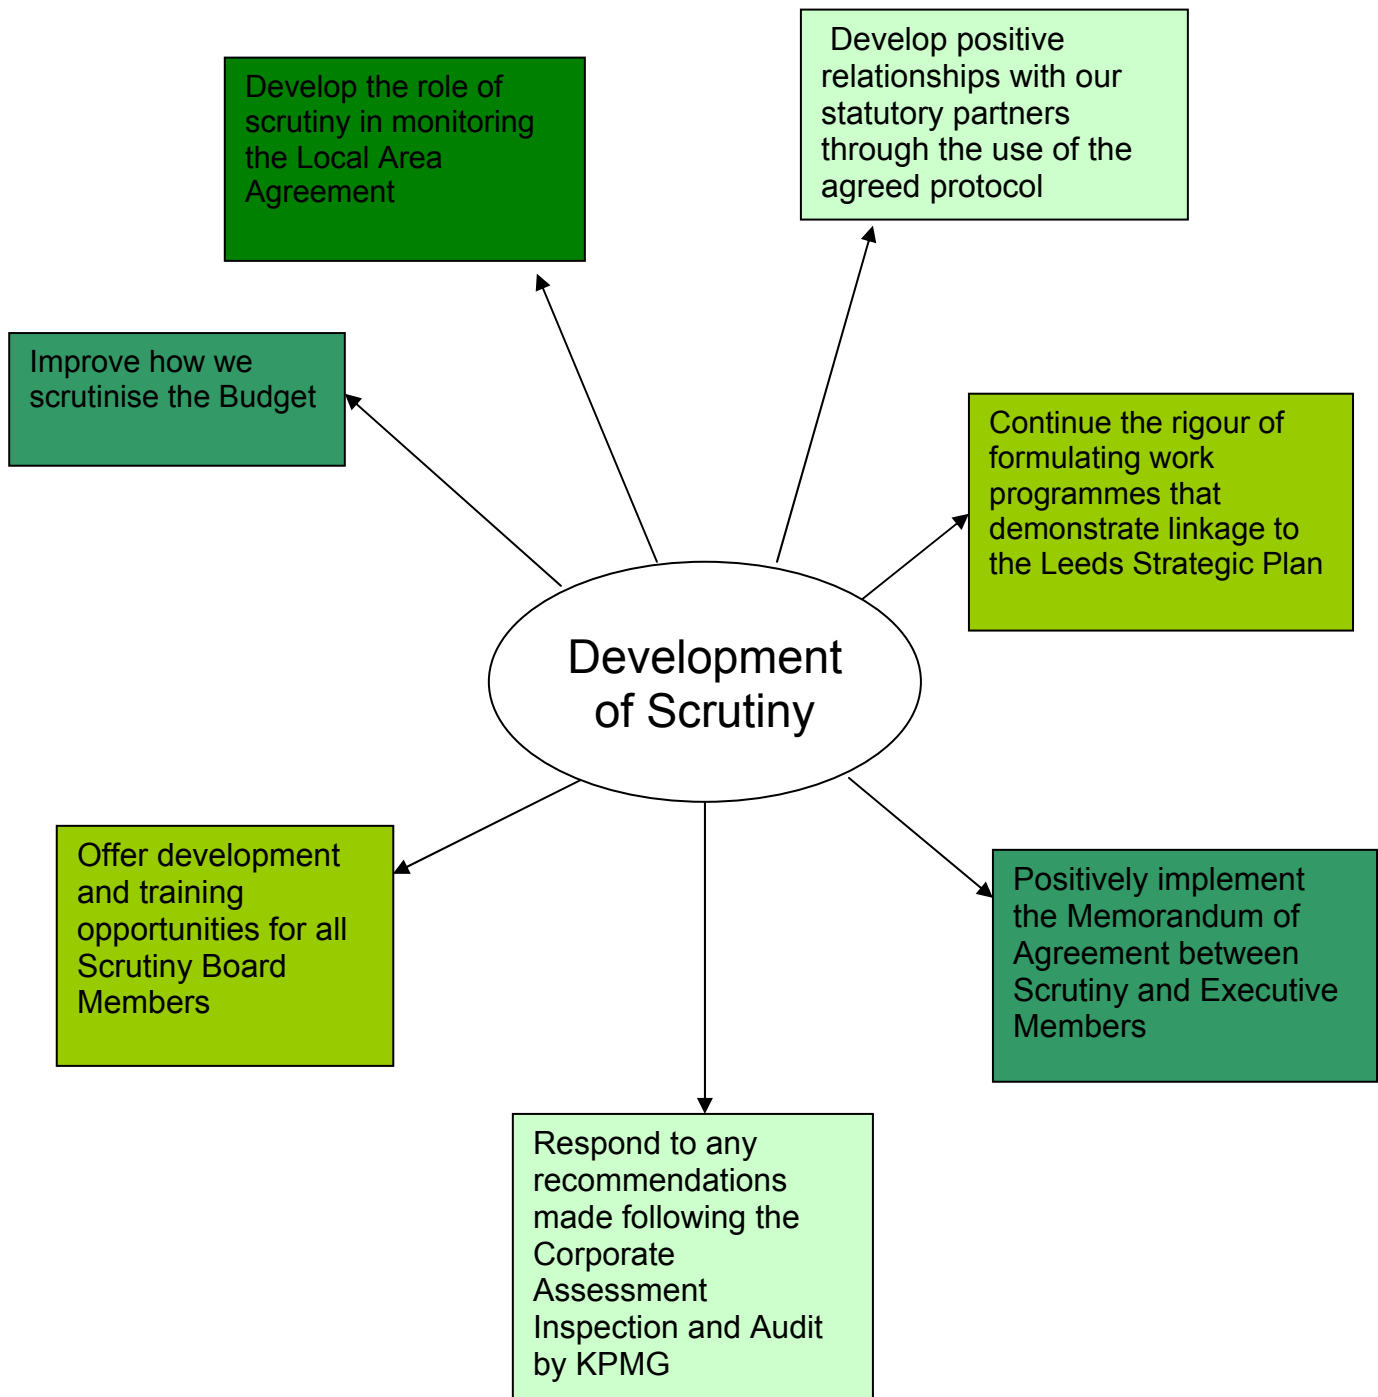 Develop positive
relationships with our
statutory partners
through the use of the
agreed protocol
Develop the role of
scrutiny in monitoring
the Local Area
Agreement
Improve how we
scrutinise the Budget
Continue the rigour of
formulating work
programmes that
demonstrate linkage to
the Leeds Strategic Plan
Development
of Scrutiny
Offer development
and training
opportunities for all
Scrutiny Board
Members
Positively implement
the Memorandum of
Agreement between
Scrutiny and Executive
Members
Respond to any
recommendations
made following the
Corporate
Assessment
Inspection and Audit
by KPMG